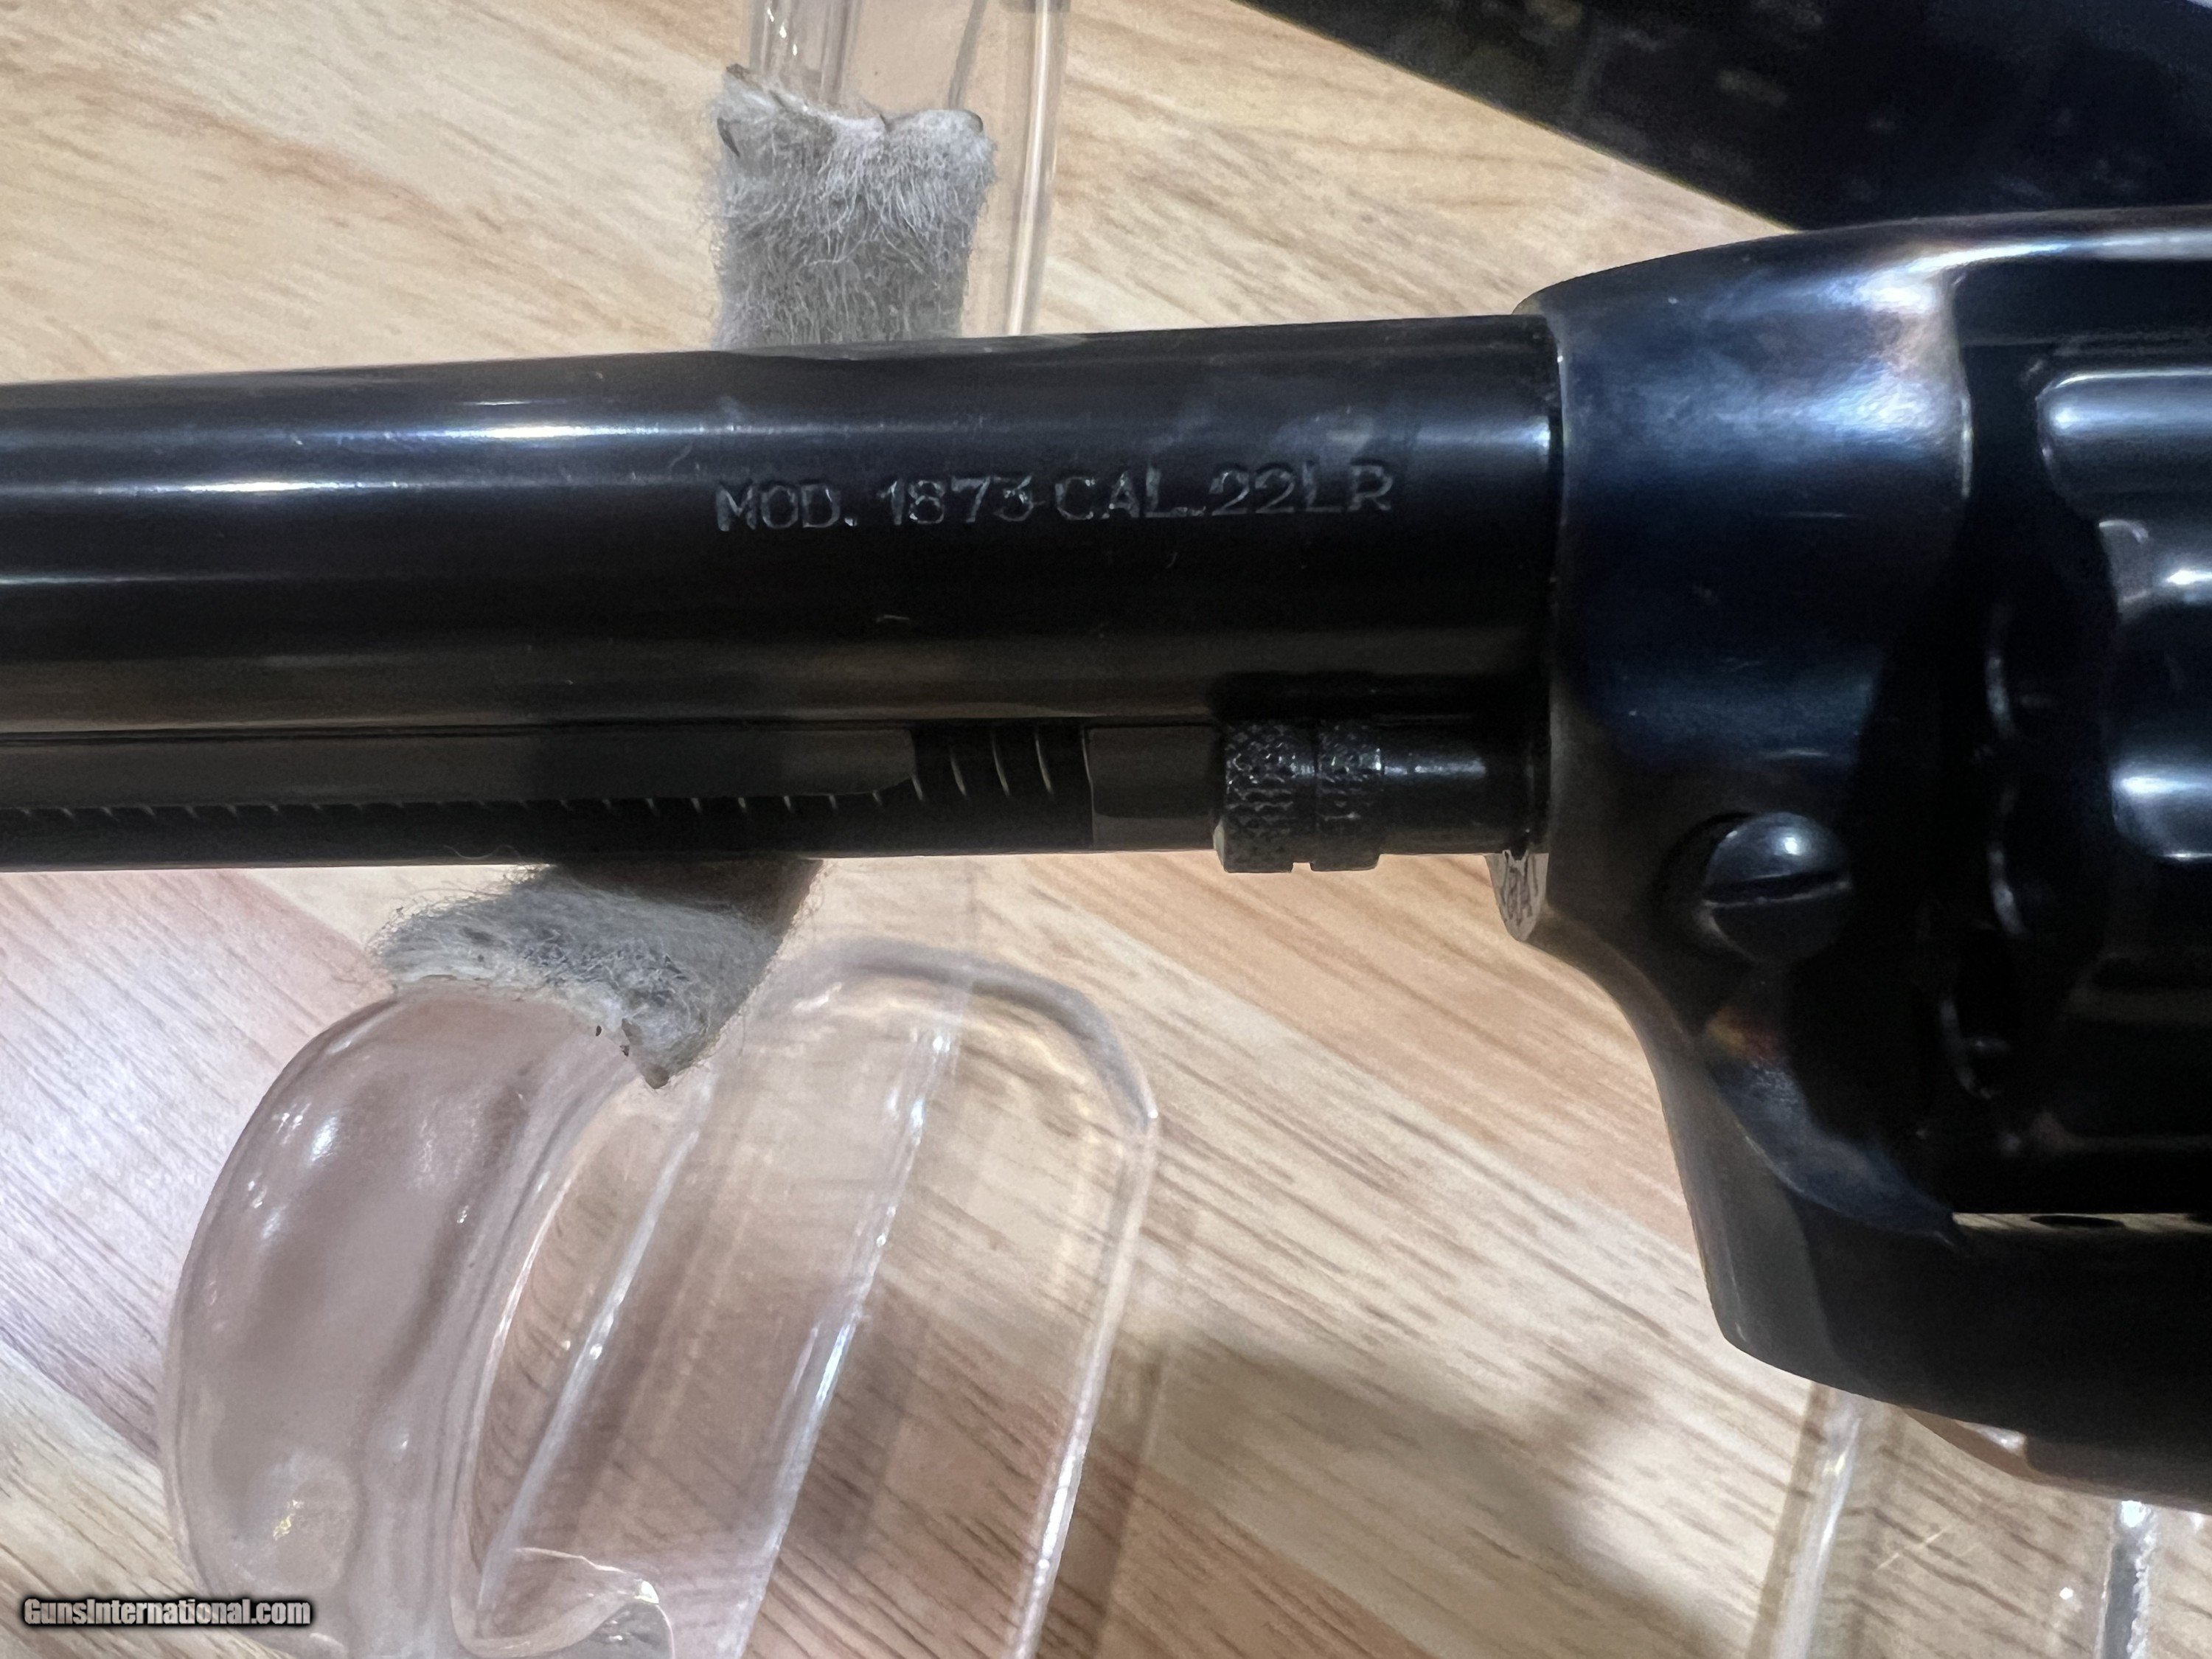 MOD. 1873 CAL. 22LR
GunsInternational.com